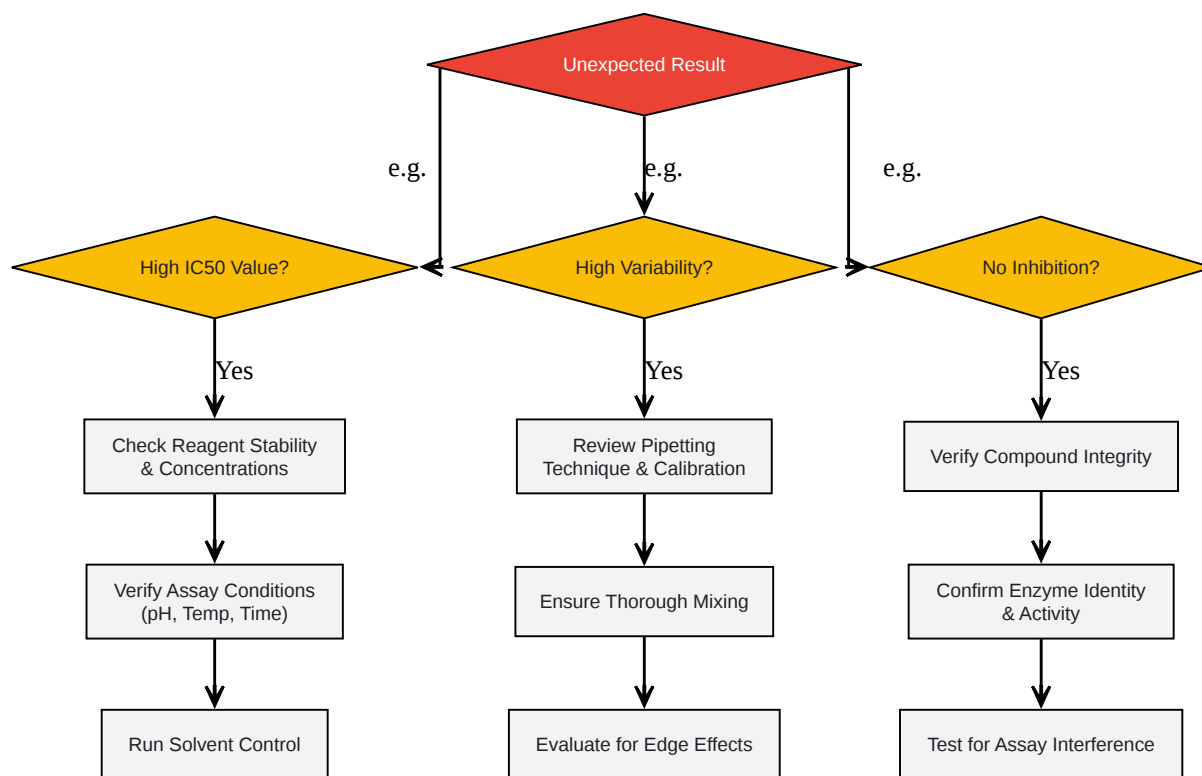 Unexpected Result
e.g.
e.g.
e.g.
High IC50 Value?
High Variability?
No Inhibition?
Yes
Yes
Yes
Check Reagent Stability
& Concentrations
Review Pipetting
Technique & Calibration
Verify Compound Integrity
Verify Assay Conditions
(pH, Temp, Time)
Ensure Thorough Mixing
Confirm Enzyme Identity
& Activity
Run Solvent Control
Evaluate for Edge Effects
Test for Assay Interference